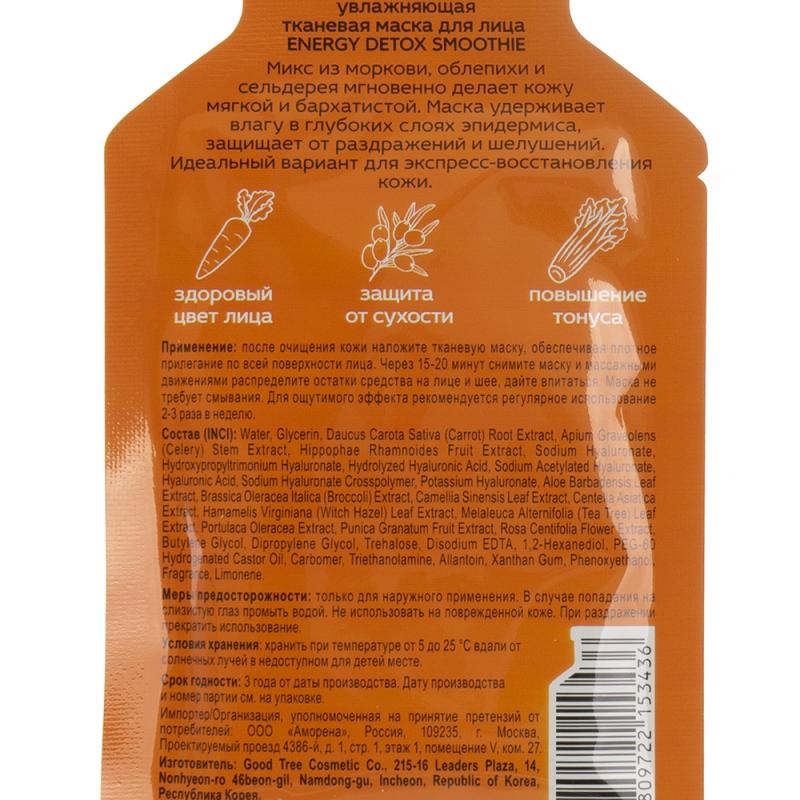 увлажняющая
тканевая маска для лица
ENERGY DETOX SMOOTHIE
Микс из моркови, облепихи и
сельдерея мгновенно делает кожу
мягкой и бархатистой. Маска удерживает
влагу в глубоких слоях эпидермиса,
защищает от раздражений и шелушений.
Идеальный вариант для экспресс-восстановления
кожи.
здоровый
цвет лица
защита
от сухости
повышение
тонуса
Применение: после очищения кожи наложите тканевую маску, обеспечивая плотное
прилегание по всей поверхности лица. Через 15-20 минут снимите маску и массажными
движениями распределите остатки средства на лице и шее, дайте впитаться. Маска не
требует смывания. Для ощутимого эффекта рекомендуется регулярное использование
2-3 раза в неделю.
Состав (INCI): Water, Glycerin, Daucus Carota Sativa (Carrot) Root Extract, Apium Graveolens
(Celery) Stem Extract, Hippophae Rhamnoides Fruit Extract, Sodium Hyaluronate,
Hydroxypropyltrimonium Hyaluronate, Hydrolyzed Hyaluronic Acid, Sodium Acetylated Hyaluronate,
Hyaluronic Acid, Sodium Hyaluronate Crosspolymer, Potassium Hyaluronate, Aloe Barbadensis Leaf
Extract, Brassica Oleracea Italica (Broccoli) Extract, Camellia Sinensis Leaf Extract, Centella Asiatica
Extract, Hamamelis Virginiana (Witch Hazel) Leaf Extract, Melaleuca Alternifolia (Tea Tree) Leaf
Extract, Portulaca Oleracea Extract, Punica Granatum Fruit Extract, Rosa Centifolia Flower Extract,
Butylene Glycol, Dipropylene Glycol, Trehalose, Disodium EDTA, 1,2-Hexanediol, PEG-60
Hydrogenated Castor Oil, Carbomer, Triethanolamine, Allantoin, Xanthan Gum, Phenoxyethanol,
Fragrance, Limonene.
Меры предосторожности: только для наружного применения. В случае попадания на
слизистую глаз промыть водой. Не использовать на поврежденной коже. При раздражении
прекратить использование.
Условия хранения: хранить при температуре от 5 до 25 °С вдали от
солнечных лучей в недоступном для детей месте.
Срок годности: 3 года от даты производства. Дату производства
и номер партии см. на упаковке.
Импортер/Организация, уполномоченная на принятие претензий от
потребителей: ООО «Аморена», Россия, 109235, г. Москва,
Проектируемый проезд 4386-й, д. 1, стр. 1, этаж 1, помещение V, ком. 27.
Изготовитель: Good Tree Cosmetic Co., 215-16 Leaders Plaza, 14,
Nonhyeon-ro 46beon-gil, Namdong-gu, Incheon, Republic of Korea,
Республика Корея.
809722 153436